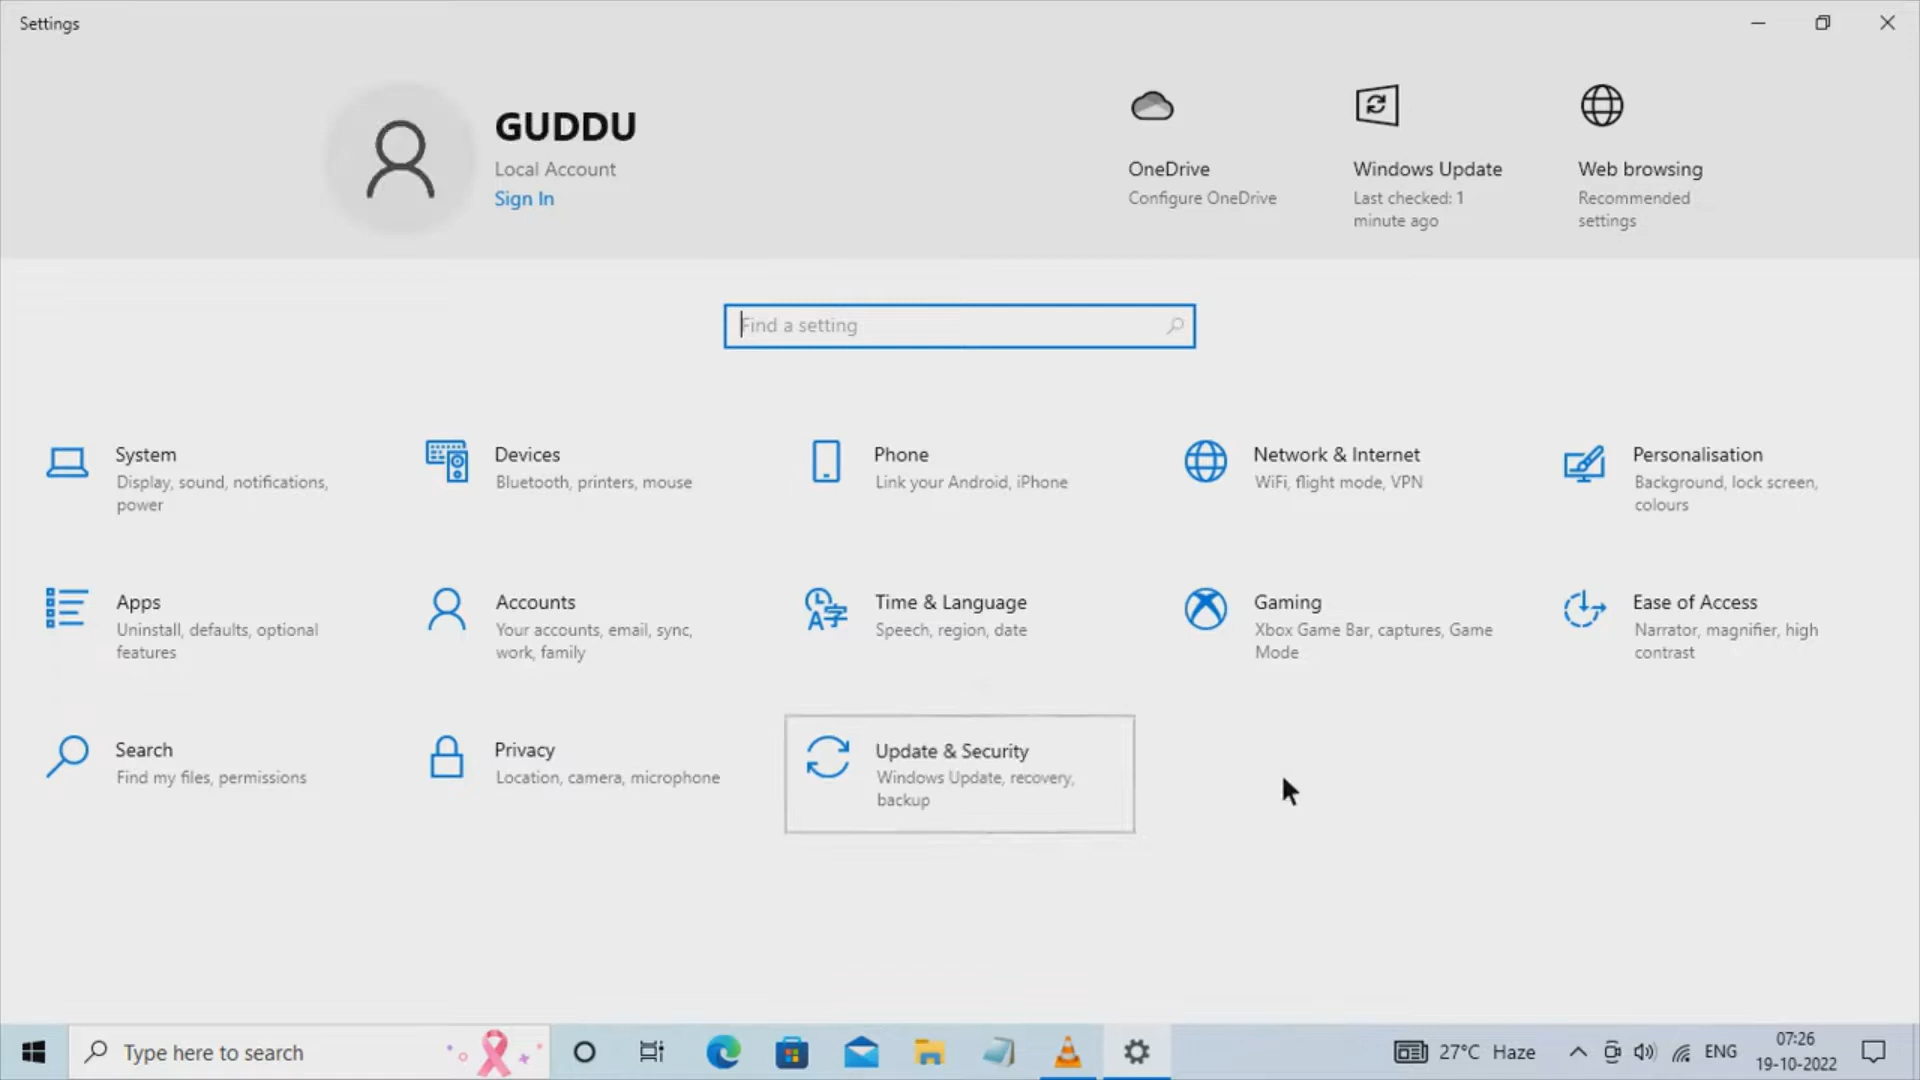 Settings
GUDDU
Local Account
Sign In
OneDrive
Configure OneDrive
Windows Update
Last checked: 1
minute ago
Web browsing
Recommended
settings
Find a setting
System
Display, sound, notifications,
power
Devices
Bluetooth, printers, mouse
Phone
Link your Android, iPhone
Network & Internet
WiFi, flight mode, VPN
Personalisation
Background, lock screen,
colours
Apps
Uninstall, defaults, optional
features
Accounts
Your accounts, email, sync,
work, family
Time & Language
Speech, region, date
Gaming
Xbox Game Bar, captures, Game
Mode
Ease of Access
Narrator, magnifier, high
contrast
Search
Find my files, permissions
Privacy
Location, camera, microphone
Update & Security
Windows Update, recovery,
backup
Type here to search
27°C Haze
ENG
07:26
19-10-2022